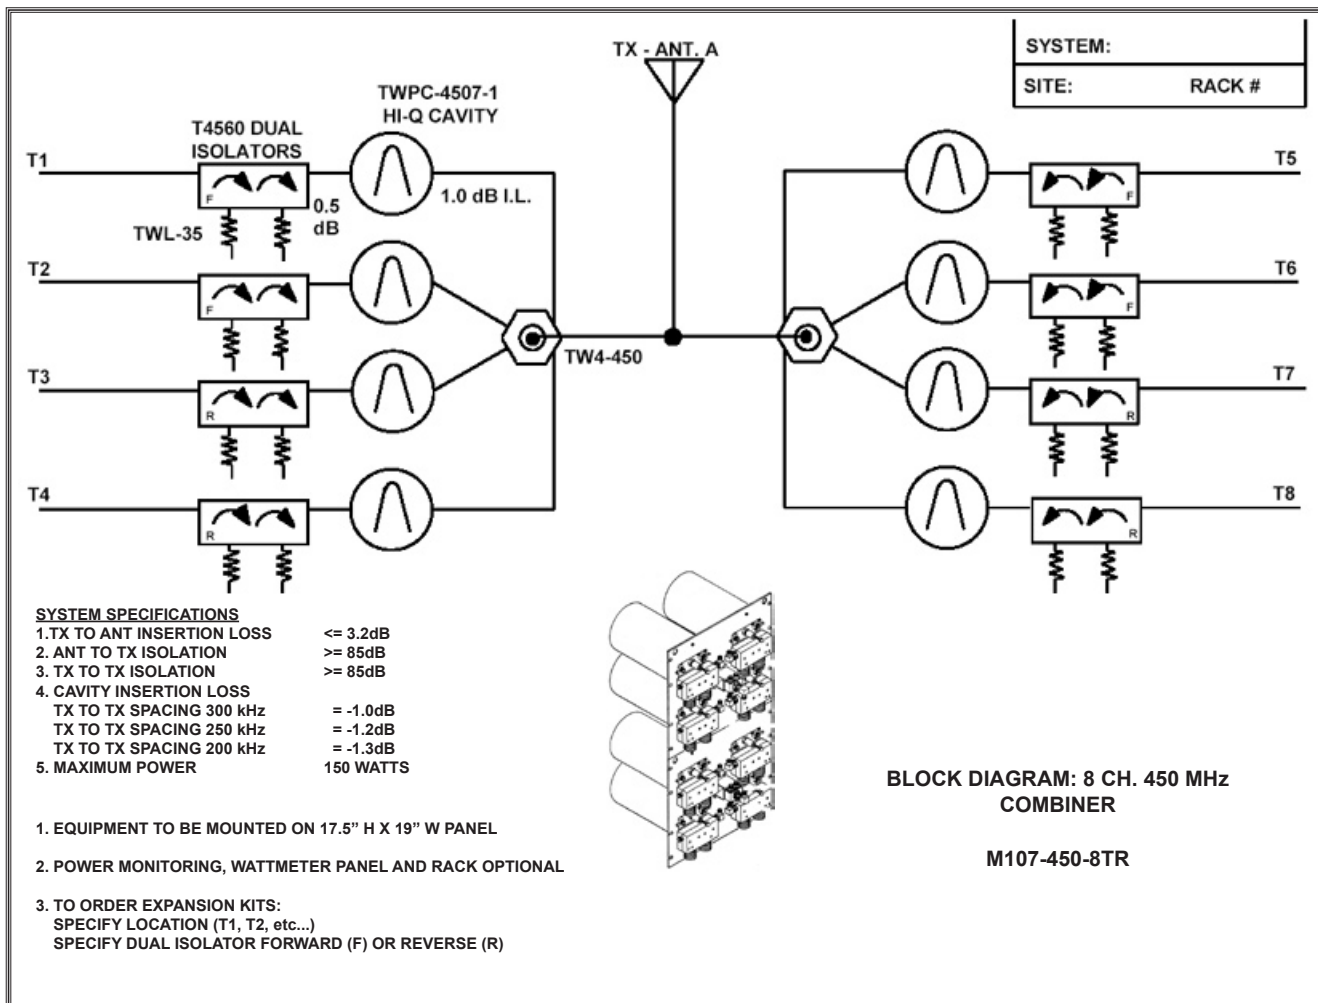 TX - ANT. A
SYSTEM:
SITE: RACK #
TWPC-4507-1
HI-Q CAVITY
T4560 DUAL
ISOLATORS
T1
F
1.0 dB I.L.
0.5
dB
TWL-35
T5
F
T2
F
T6
F
TW4-450
T3
R
T7
R
T4
R
T8
R
SYSTEM SPECIFICATIONS
1.TX TO ANT INSERTION LOSS <= 3.2dB
2. ANT TO TX ISOLATION >= 85dB
3. TX TO TX ISOLATION >= 85dB
4. CAVITY INSERTION LOSS
TX TO TX SPACING 300 kHz = -1.0dB
TX TO TX SPACING 250 kHz = -1.2dB
TX TO TX SPACING 200 kHz = -1.3dB
5. MAXIMUM POWER 150 WATTS
1. EQUIPMENT TO BE MOUNTED ON 17.5” H X 19” W PANEL
2. POWER MONITORING, WATTMETER PANEL AND RACK OPTIONAL
3. TO ORDER EXPANSION KITS:
SPECIFY LOCATION (T1, T2, etc...)
SPECIFY DUAL ISOLATOR FORWARD (F) OR REVERSE (R)
BLOCK DIAGRAM: 8 CH. 450 MHz
COMBINER
M107-450-8TR